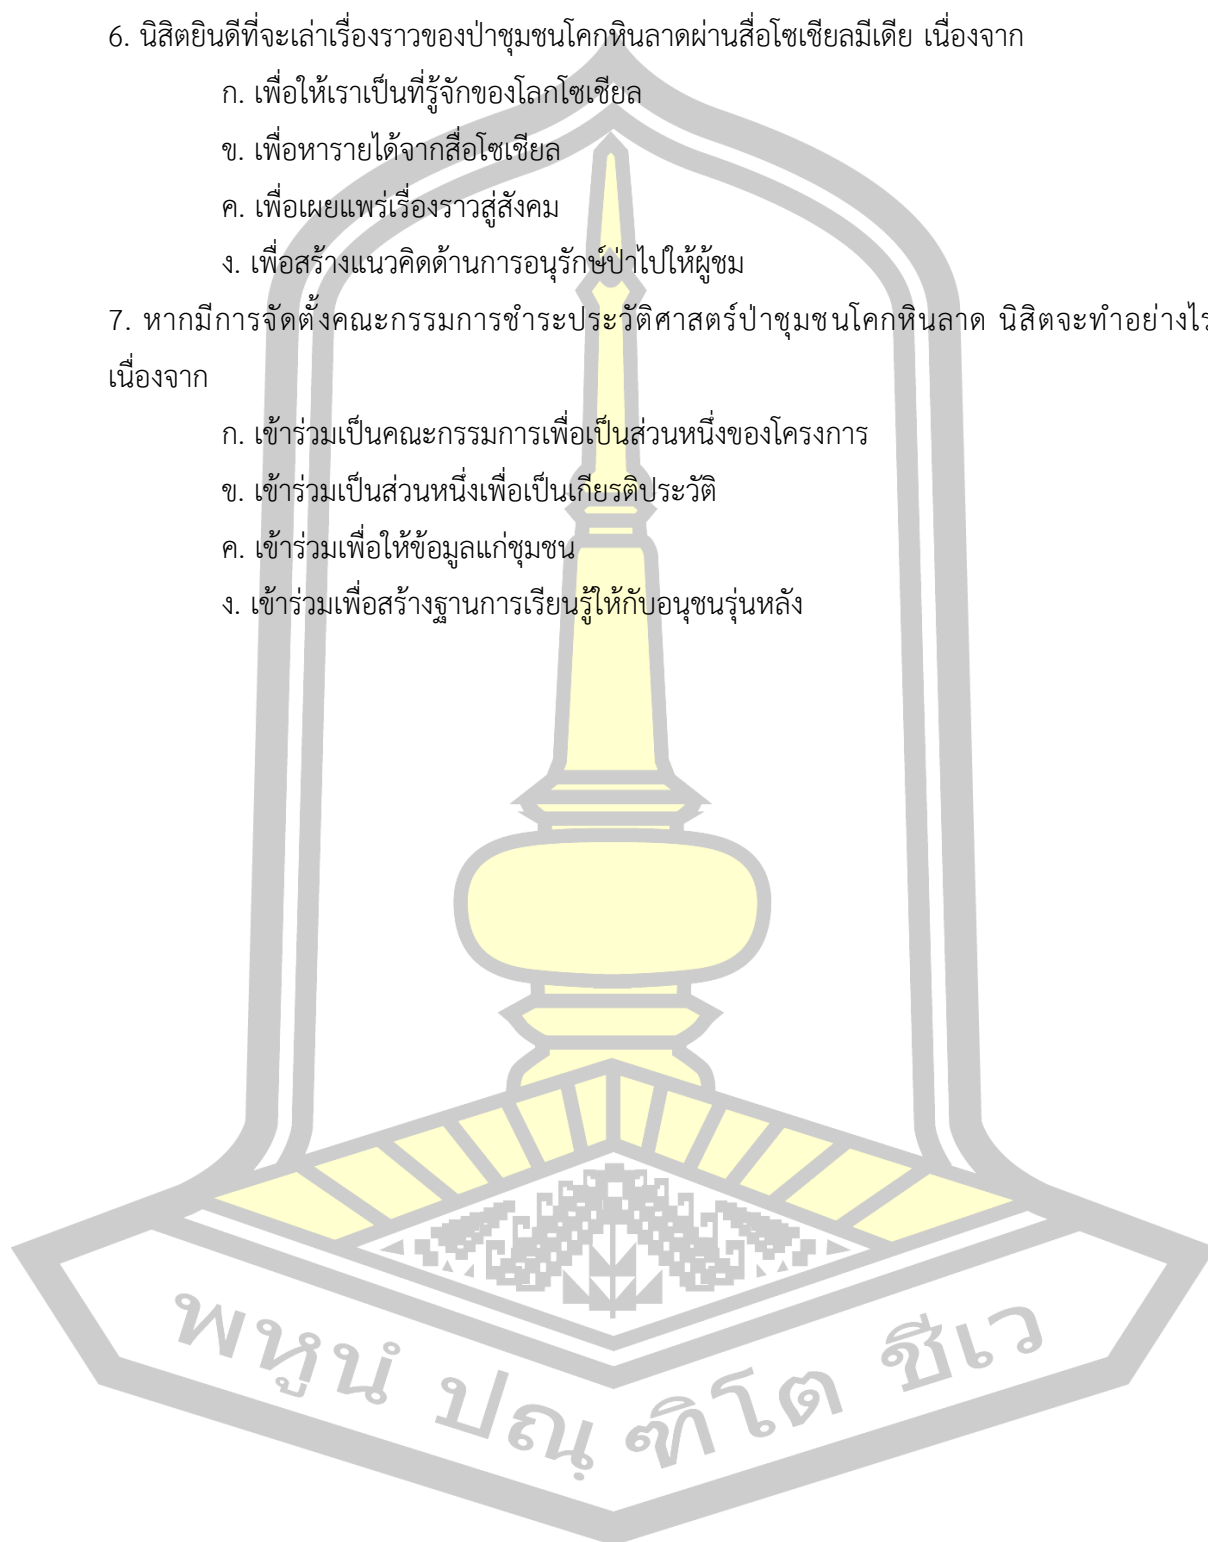 6. นิสิตยินดีที่จะเล่าเรื่องราวของป่าชุมชนโคกหินลาดผ่านสื่อโซเชียลมีเดีย เนื่องจาก
ก. เพื่อให้เราเป็นที่รู้จักของโลกโซเชียล
ข. เพื่อหารายได้จากสื่อโซเชียล
ค. เพื่อเผยแพร่เรื่องราวสู่สังคม
ง. เพื่อสร้างแนวคิดด้านการอนุรักษ์ป่าไปให้ผู้ชม
7. หากมีการจัดตั้งคณะกรรมการชำระประวัติศาสตร์ป่าชุมชนโคกหินลาด นิสิตจะทำอย่างไร
เนื่องจาก
ก. เข้าร่วมเป็นคณะกรรมการเพื่อเป็นส่วนหนึ่งของโครงการ
ข. เข้าร่วมเป็นส่วนหนึ่งเพื่อเป็นเกียรติประวัติ
ค. เข้าร่วมเพื่อให้ข้อมูลแก่ชุมชน
ง. เข้าร่วมเพื่อสร้างฐานการเรียนรู้ให้กับอนุชนรุ่นหลัง
พหูนํ ปณฺฑิโต ชีเว